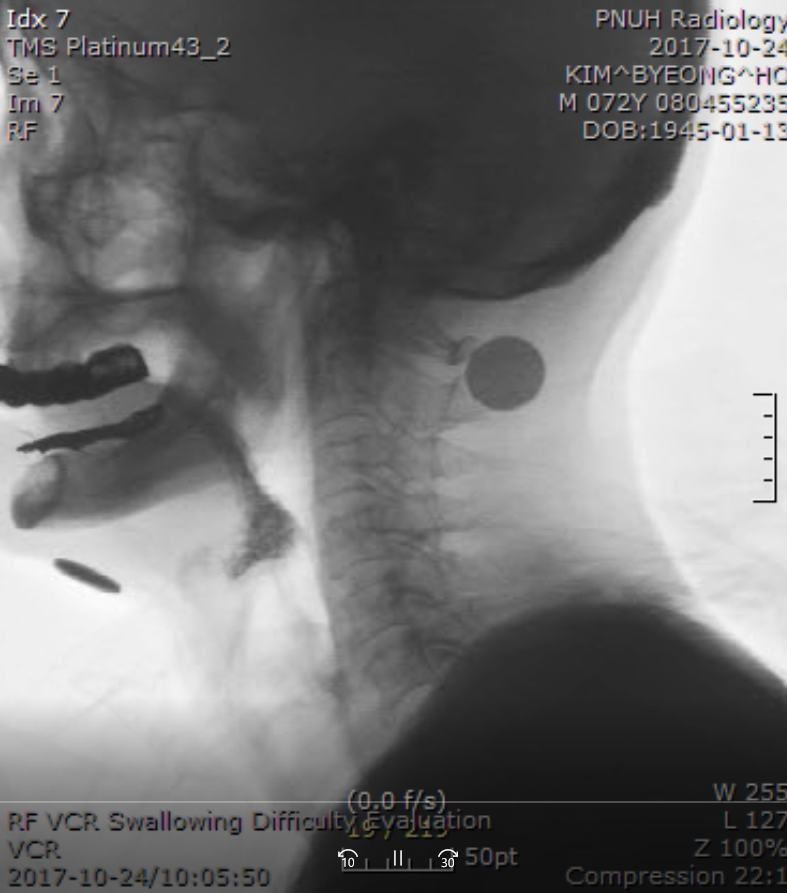 Idx 7
TMS Platinum43_2
Se 1
Im 7
RF
PNUH Radiology
2017-10-24
KIM^BYEONG^HO
M 072Y 080455235
DOB:1945-01-13
(0.0 f/s)
19 / 213
RF VCR Swallowing Difficulty Evaluation
VCR
2017-10-24/10:05:50
10
30
50pt
W 255
L 127
Z 100%
Compression 22:1